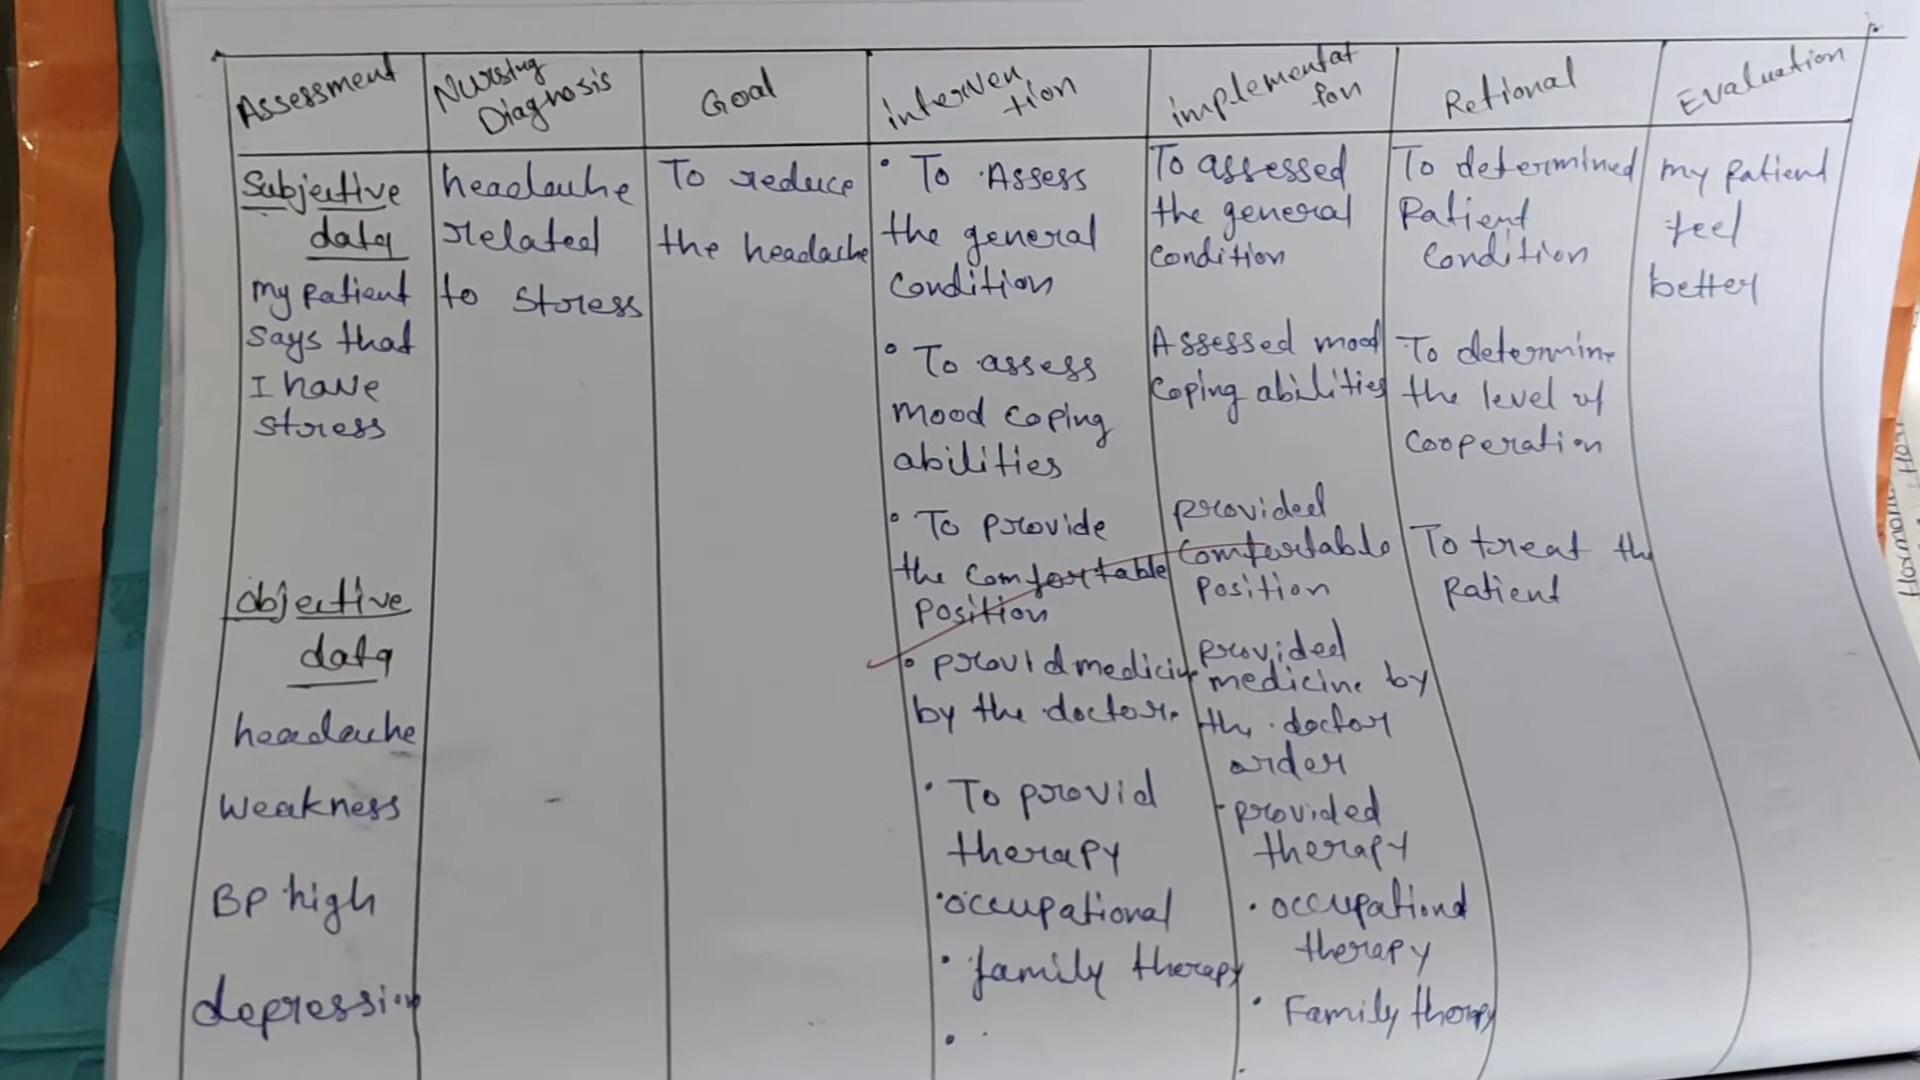 Assessment
Nursing
Diagnosis
Goal
interven
tion
implementat
ion
Retional
Evaluation
Subjective
data
my patient
says that
I have
stress
objective
data
headache
weakness
BP high
depression
headache
related
to stress
To reduce
the headache
• To Assess
the general
Condition
• To assess
mood coping
abilities
• To provide
the comfortable
position
• provid medicine
by the doctor.
• To provid
therapy
• occupational
• family therapy
•
To assessed
the general
condition
Assessed mood
coping abilities
provided
comfortable
position
provided
medicine by
the doctor
order
- provided
therapy
• occupational
therapy
• Family therapy
To determined
Patient
Condition
To determine
the level of
cooperation
To treat the
Patient
my patient
feel
better